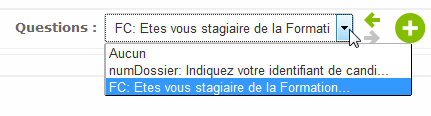 Questions : FC: Etes vous stagiaire de la Formati
Aucun
numDossier: Indiquez votre identifiant de candi...
FC: Etes vous stagiaire de la Formation...